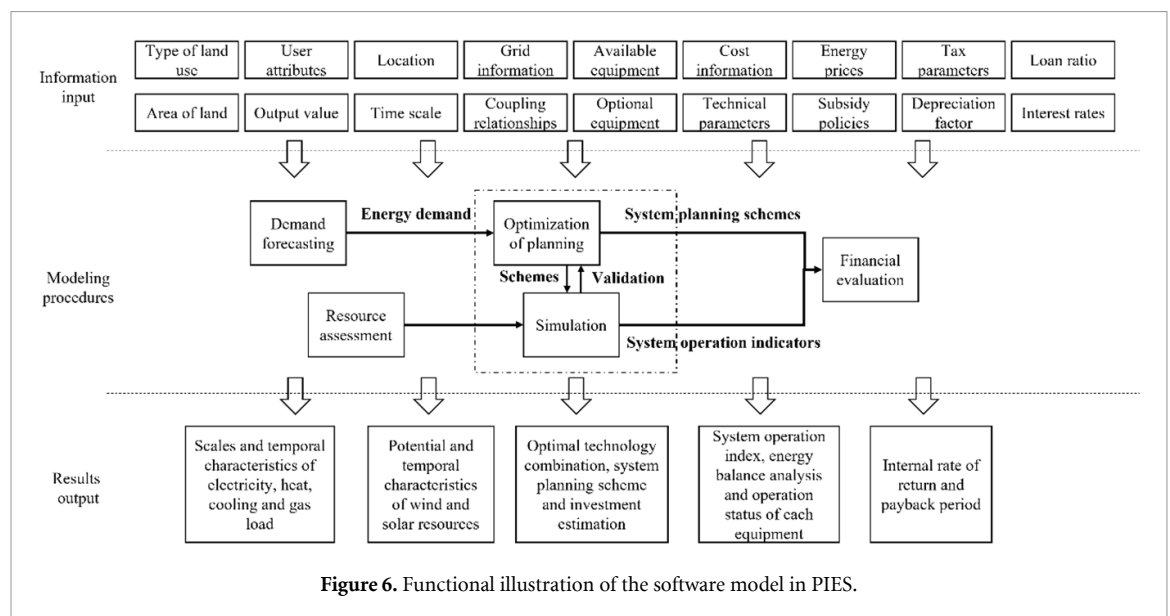 Type of land
use
User
attributes
Location
Grid
information
Available
equipment
Cost
information
Energy
prices
Tax
parameters
Loan ratio
Information
input
Area of land
Output value
Time scale
Coupling
relationships
Optional
equipment
Technical
parameters
Subsidy
policies
Depreciation
factor
Interest rates
Demand
forecasting
Energy demand
Optimization
of planning
System planning schemes
Schemes
Validation
Financial
evaluation
Modeling
procedures
Resource
assessment
Simulation
System operation indicators
Results
output
Scales and temporal
characteristics of
electricity, heat,
cooling and gas
load
Potential and
temporal
characteristics
of wind and
solar resources
Optimal technology
combination, system
planning scheme
and investment
estimation
System operation
index, energy
balance analysis
and operation
status of each
equipment
Internal rate of
return and
payback period
Figure 6. Functional illustration of the software model in PIES.